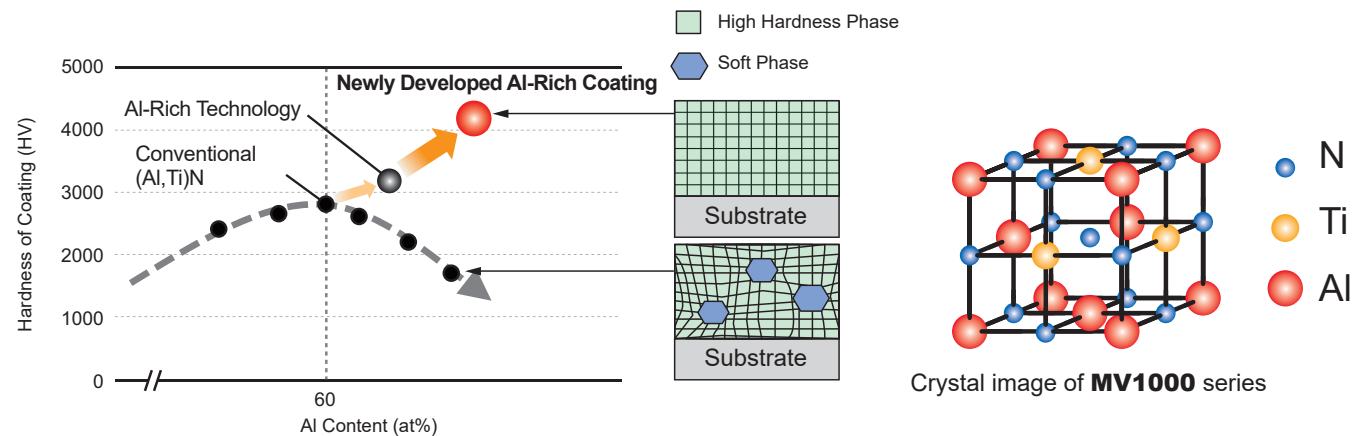 High Hardness Phase
Soft Phase
5000
4000
3000
2000
1000
0
Hardness of Coating (HV)
Newly Developed Al-Rich Coating
Al-Rich Technology
Conventional
(Al,Ti)N
60
Al Content (at%)
Substrate
Substrate
N
Ti
Al
Crystal image of MV1000 series